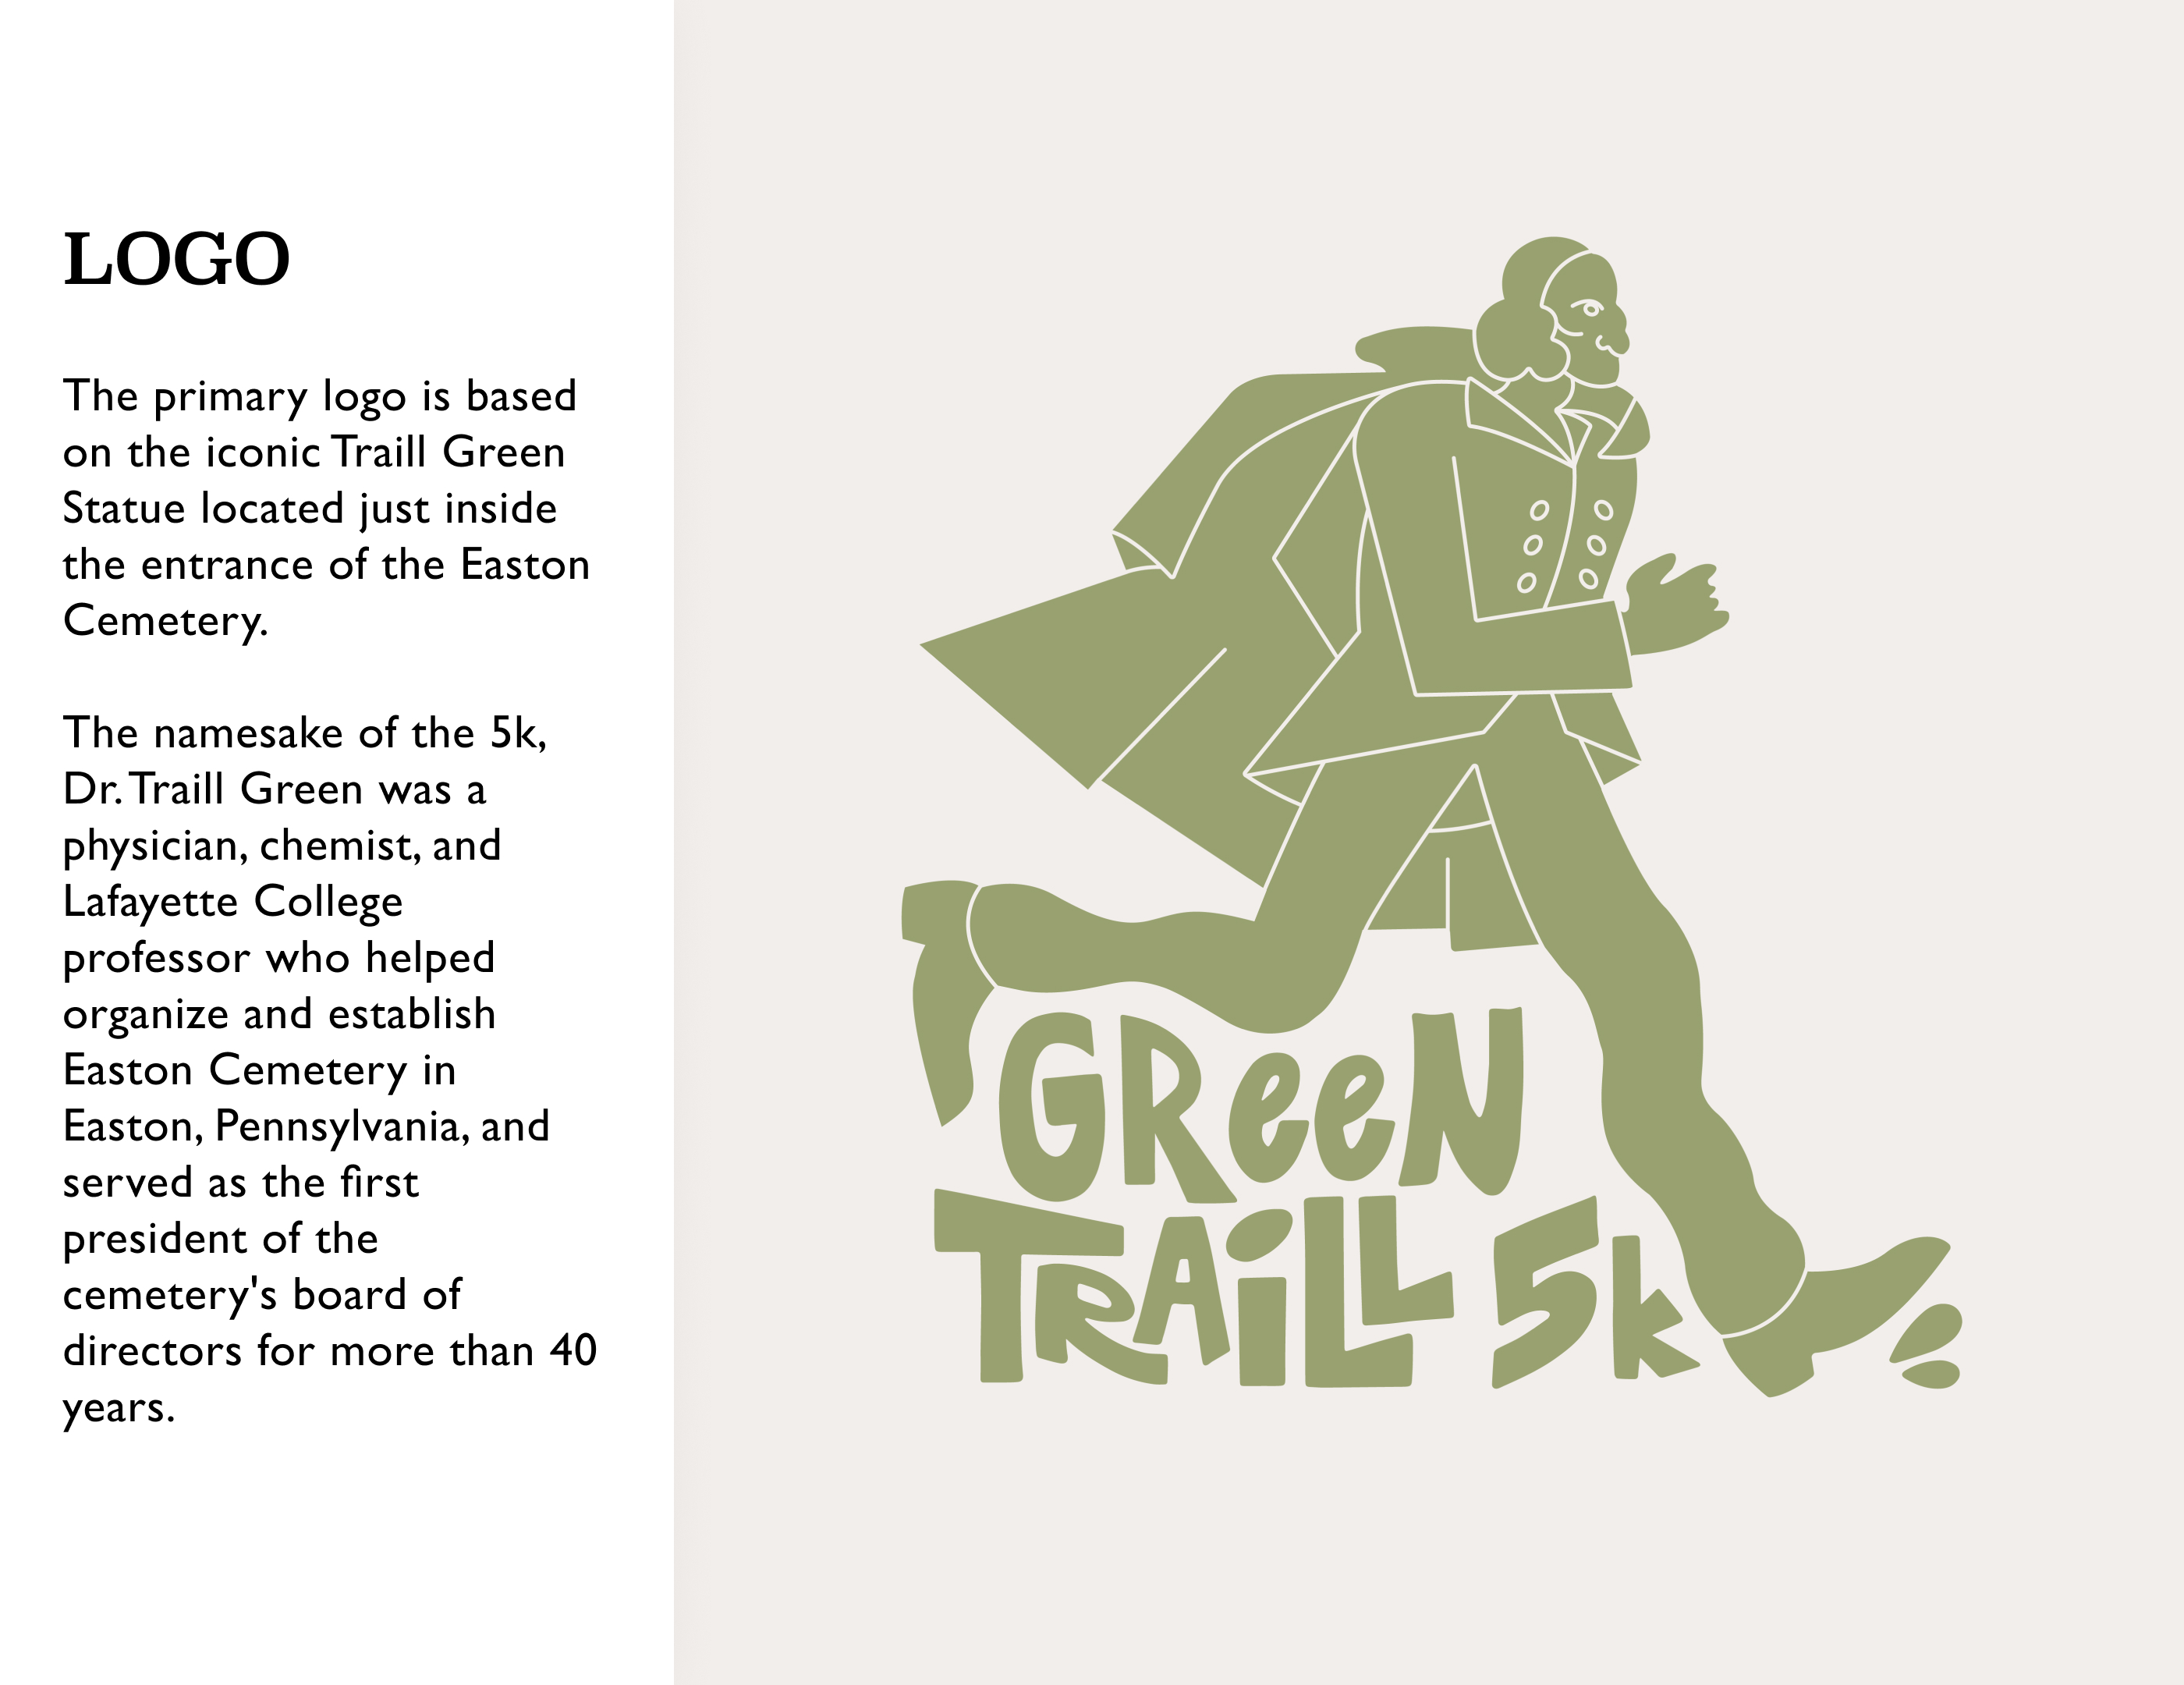 LOGO
The primary logo is based
on the iconic Traill Green
Statue located just inside
the entrance of the Easton
Cemetery.
The namesake of the 5k,
Dr. Traill Green was a
physician, chemist, and
Lafayette College
professor who helped
organize and establish
Easton Cemetery in
Easton, Pennsylvania, and
served as the first
president of the
cemetery's board of
directors for more than 40
years.
GReeN
TRAiLL 5k